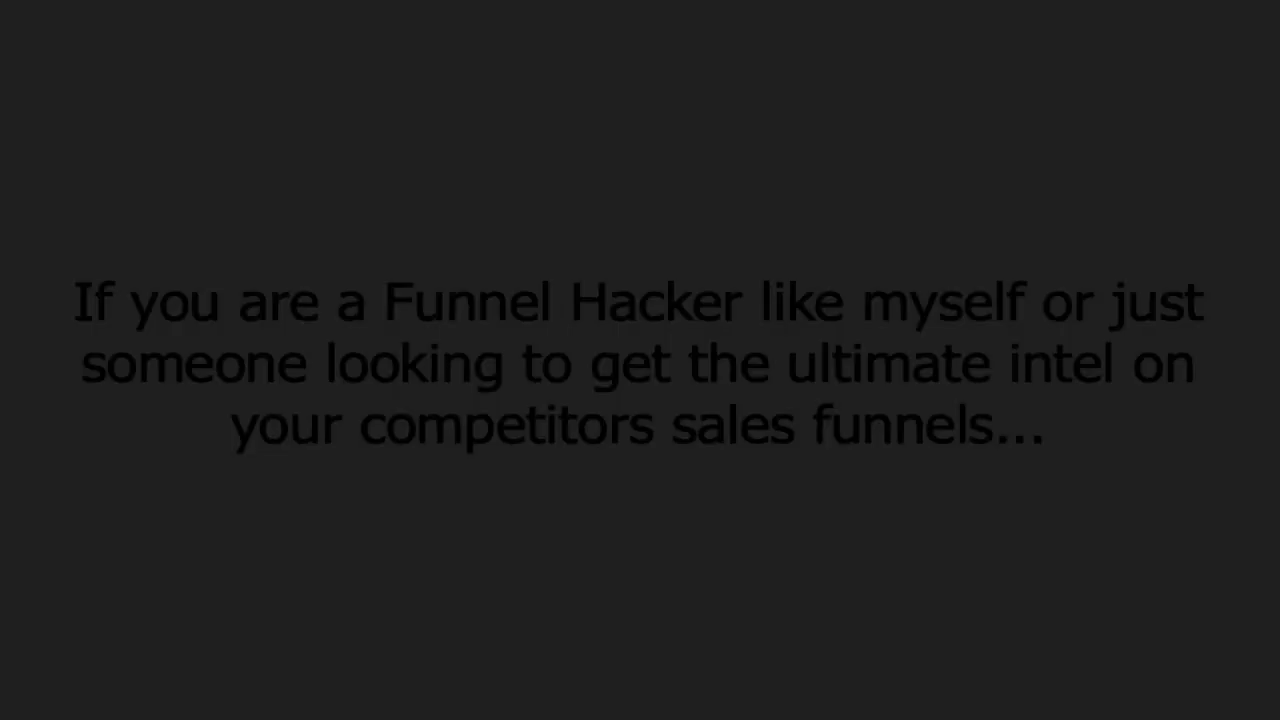 If you are a Funnel Hacker like myself or just
someone looking to get the ultimate intel on
your competitors sales funnels...